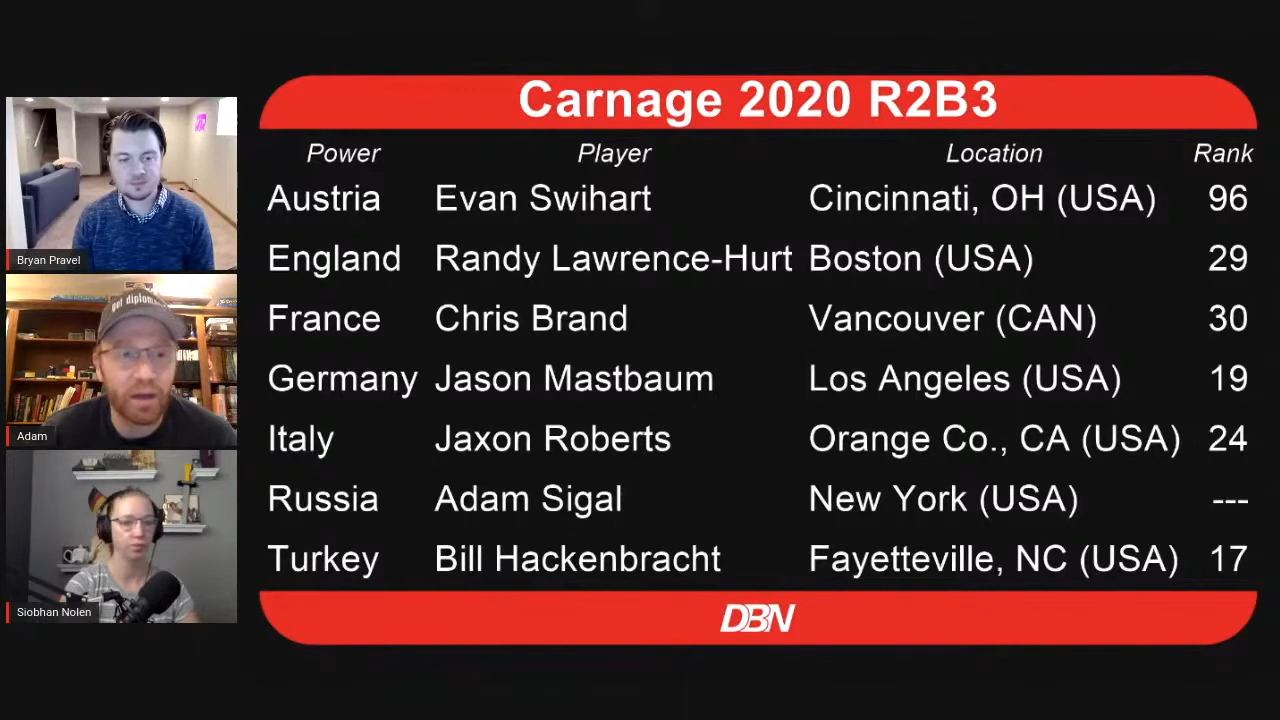 Carnage 2020 R2B3
Power Player Location Rank
Austria Evan Swihart Cincinnati, OH (USA) 96
England Randy Lawrence-Hurt Boston (USA) 29
France Chris Brand Vancouver (CAN) 30
Germany Jason Mastbaum Los Angeles (USA) 19
Italy Jaxon Roberts Orange Co., CA (USA) 24
Russia Adam Sigal New York (USA) ---
Turkey Bill Hackenbracht Fayetteville, NC (USA) 17
DBN
Bryan Pravel
got
Adam
Siobhan Nolen